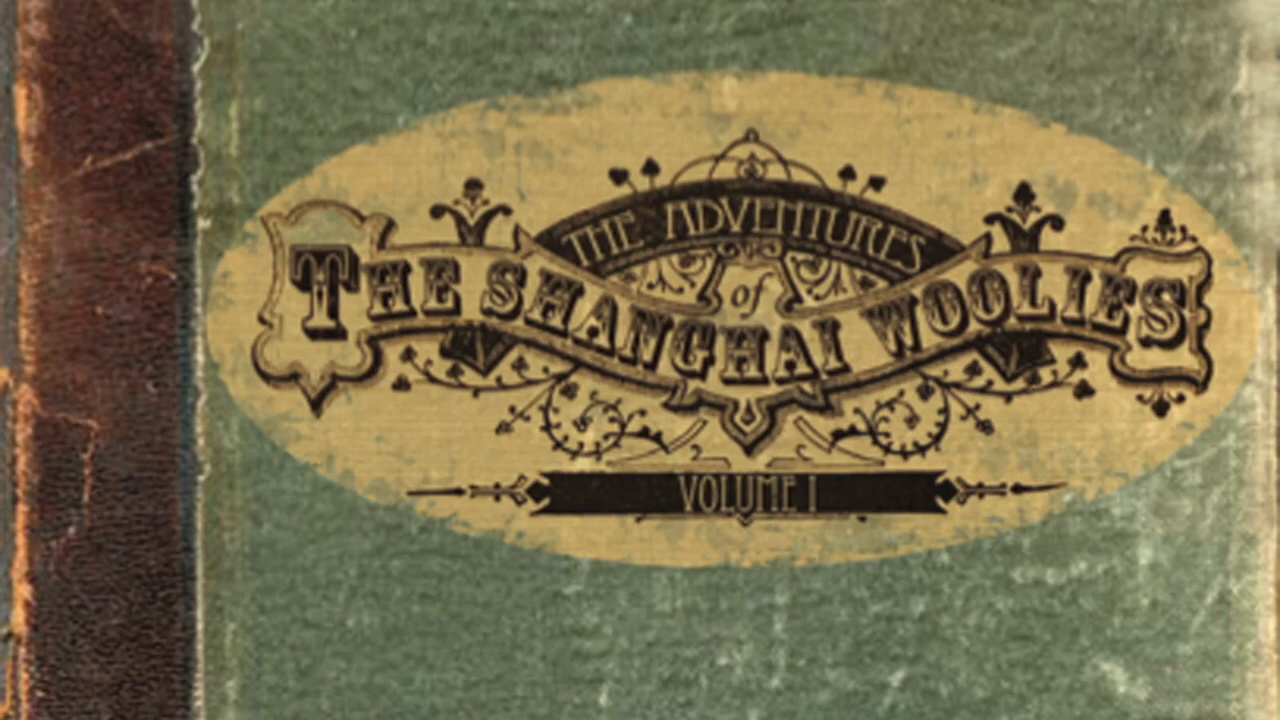 THE ADVENTURES
of
THE SHANGHAI WOOLIES
VOLUME I